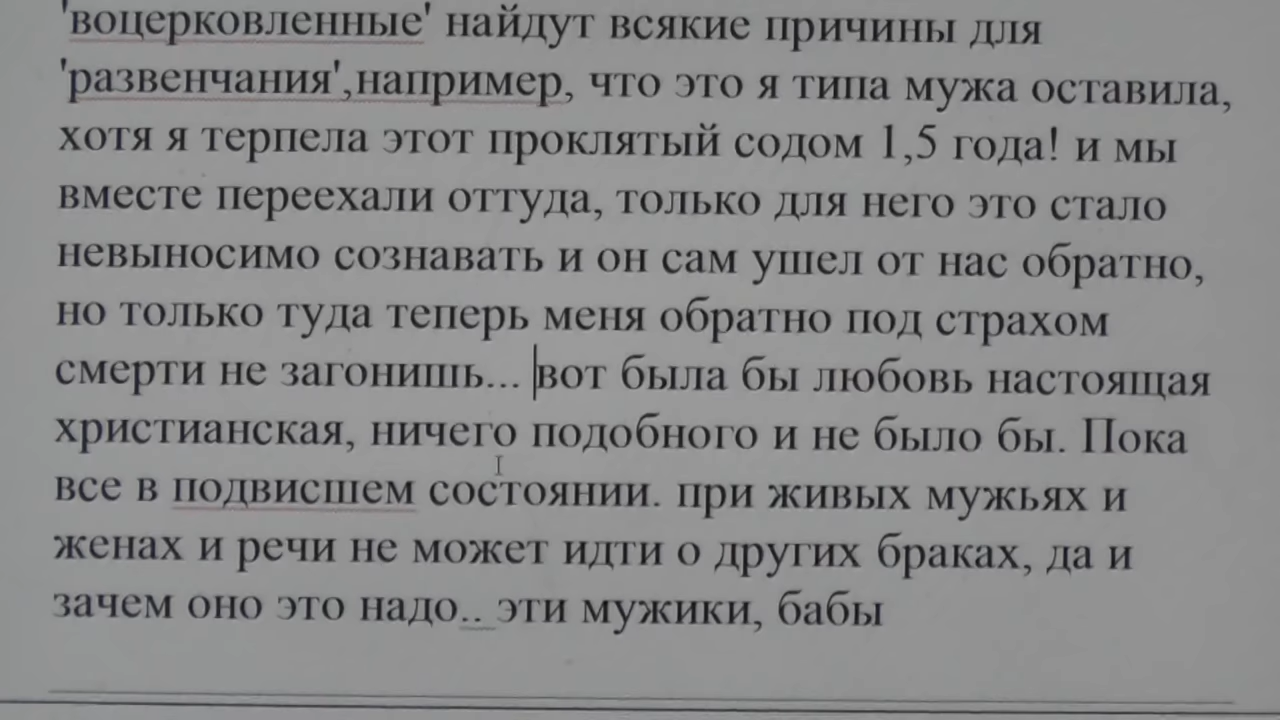 'воцерковленные' найдут всякие причины для
'развенчания',например, что это я типа мужа оставила,
хотя я терпела этот проклятый содом 1,5 года! и мы
вместе переехали оттуда, только для него это стало
невыносимо сознавать и он сам ушел от нас обратно,
но только туда теперь меня обратно под страхом
смерти не загонишь... вот была бы любовь настоящая
христианская, ничего подобного и не было бы. Пока
все в подвисшем состоянии. при живых мужьях и
женах и речи не может идти о других браках, да и
зачем оно это надо.. эти мужики, бабы